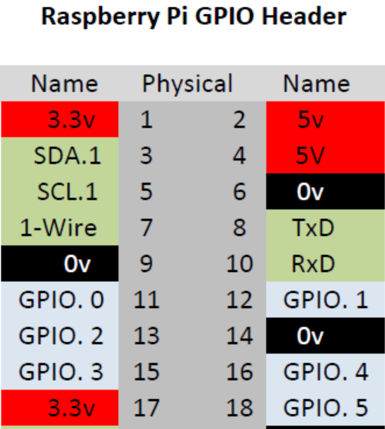 Raspberry Pi GPIO Header
Name Physical Name
3.3v 1 2 5v
SDA.1 3 4 5V
SCL.1 5 6 0v
1-Wire 7 8 TxD
0v 9 10 RxD
GPIO. 0 11 12 GPIO. 1
GPIO. 2 13 14 0v
GPIO. 3 15 16 GPIO. 4
3.3v 17 18 GPIO. 5